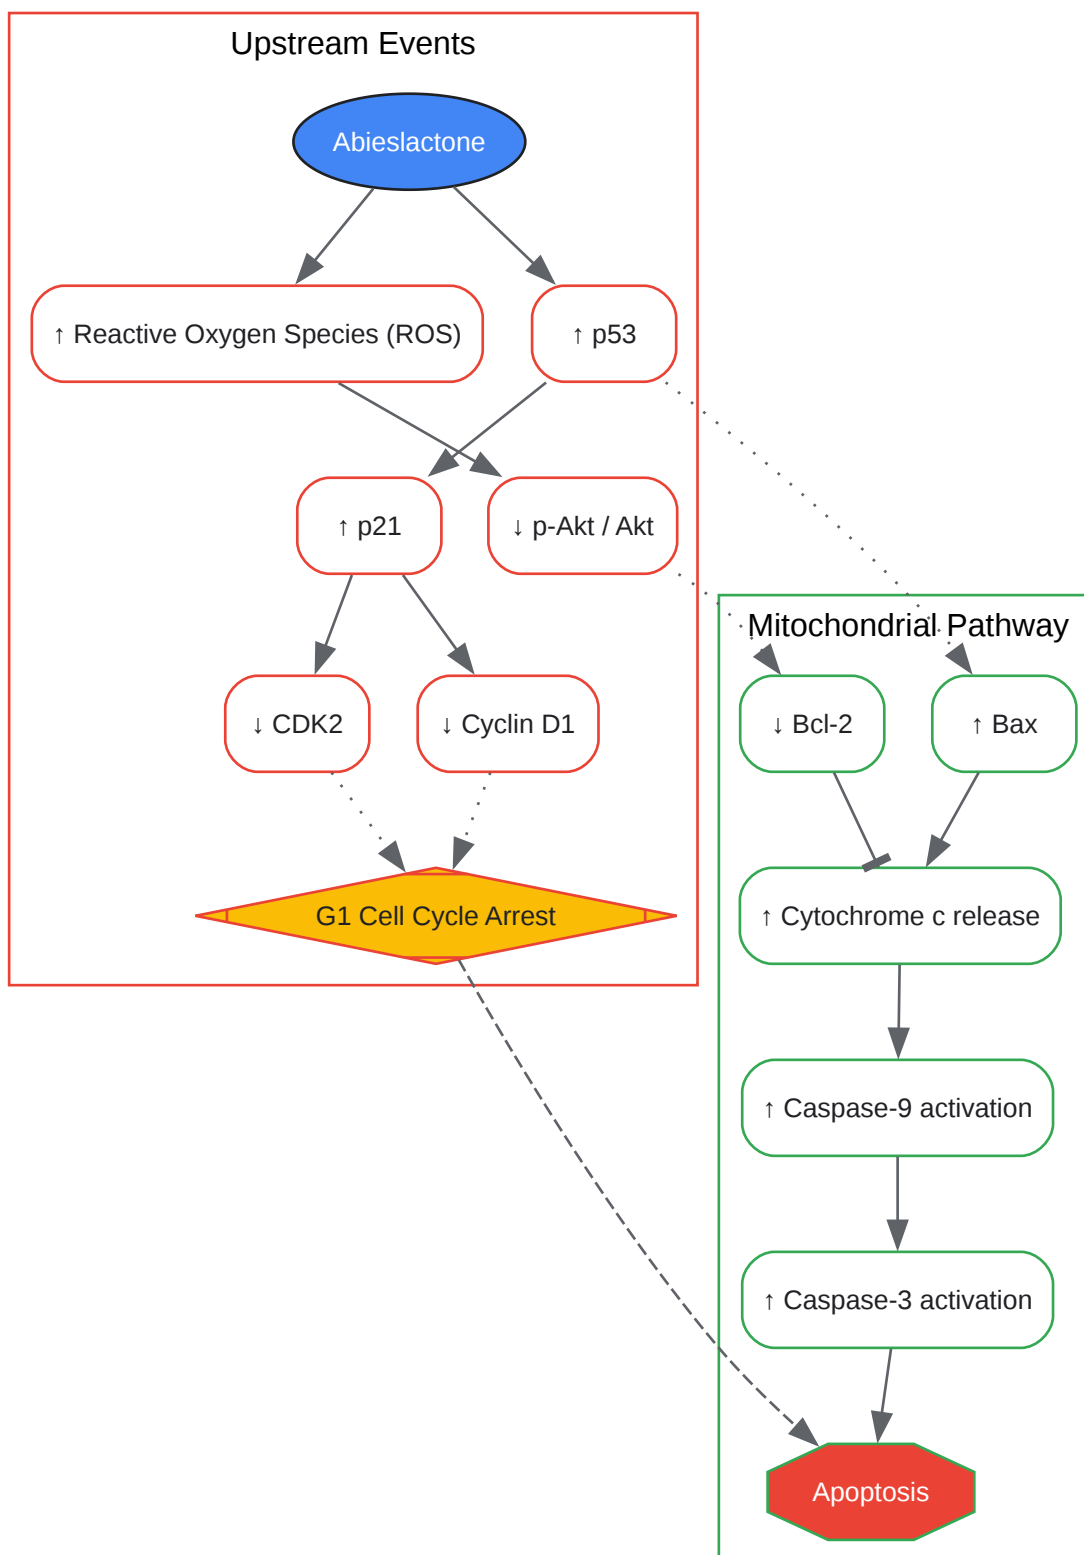 Upstream Events
Abieslactone
↑ Reactive Oxygen Species (ROS)
↑ p53
↑ p21
↓ p-Akt / Akt
Mitochondrial Pathway
↓ CDK2
↓ Cyclin D1
↓ Bcl-2
↑ Bax
G1 Cell Cycle Arrest
↑ Cytochrome c release
↑ Caspase-9 activation
↑ Caspase-3 activation
Apoptosis